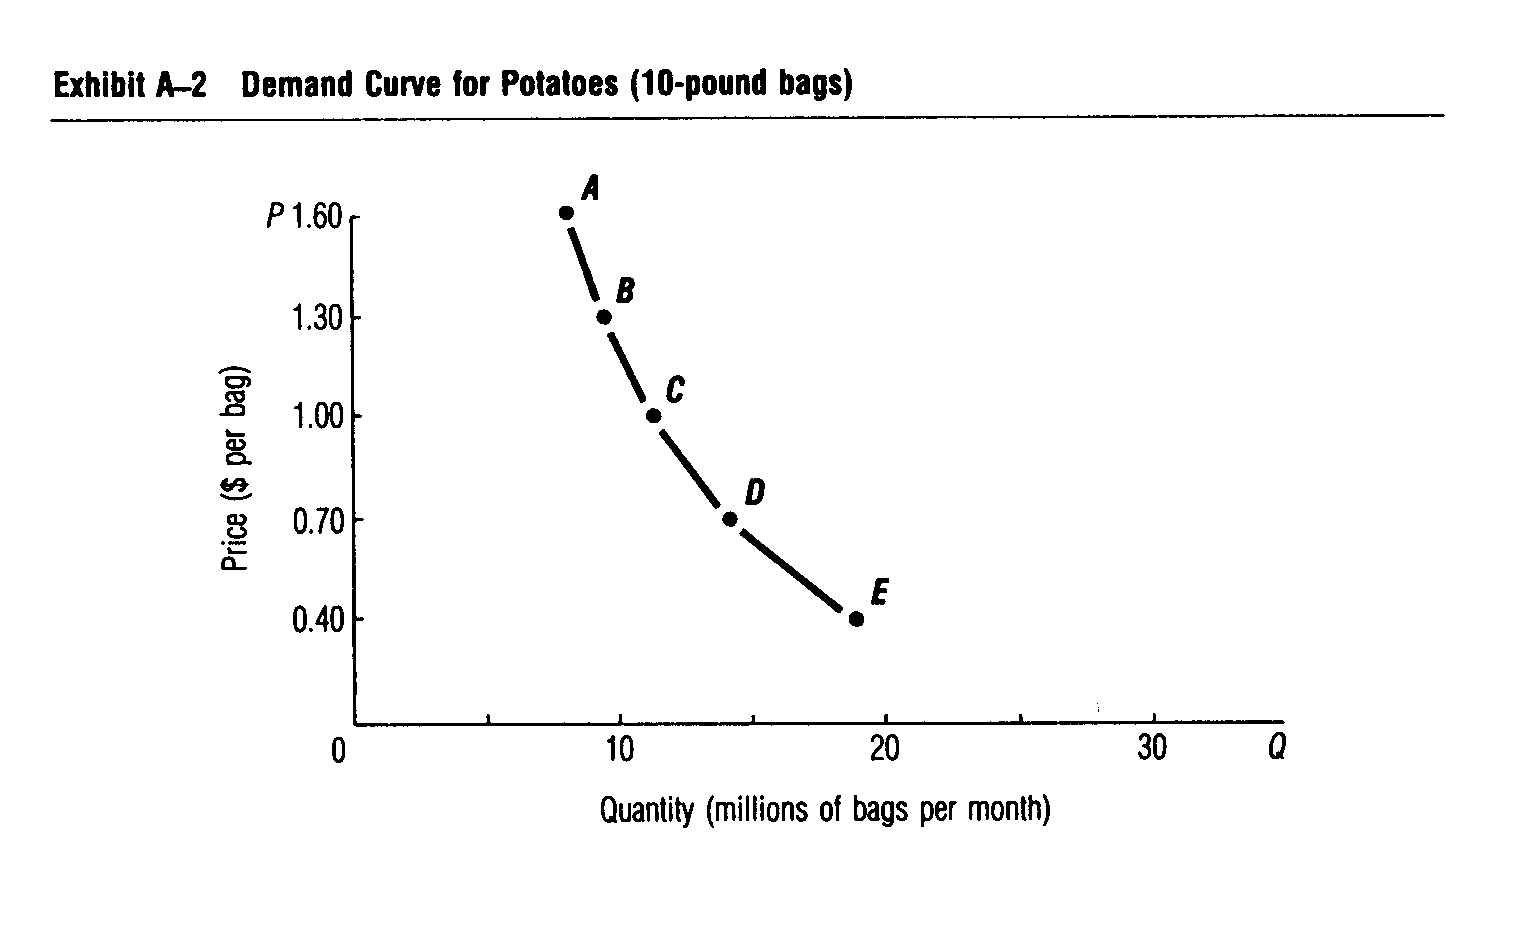 Exhibit A–2 Demand Curve for Potatoes (10-pound bags)
A
P 1.60
B
1.30
C
1.00
D
0.70
E
0.40
Price ($ per bag)
0 10 20 30 Q
Quantity (millions of bags per month)